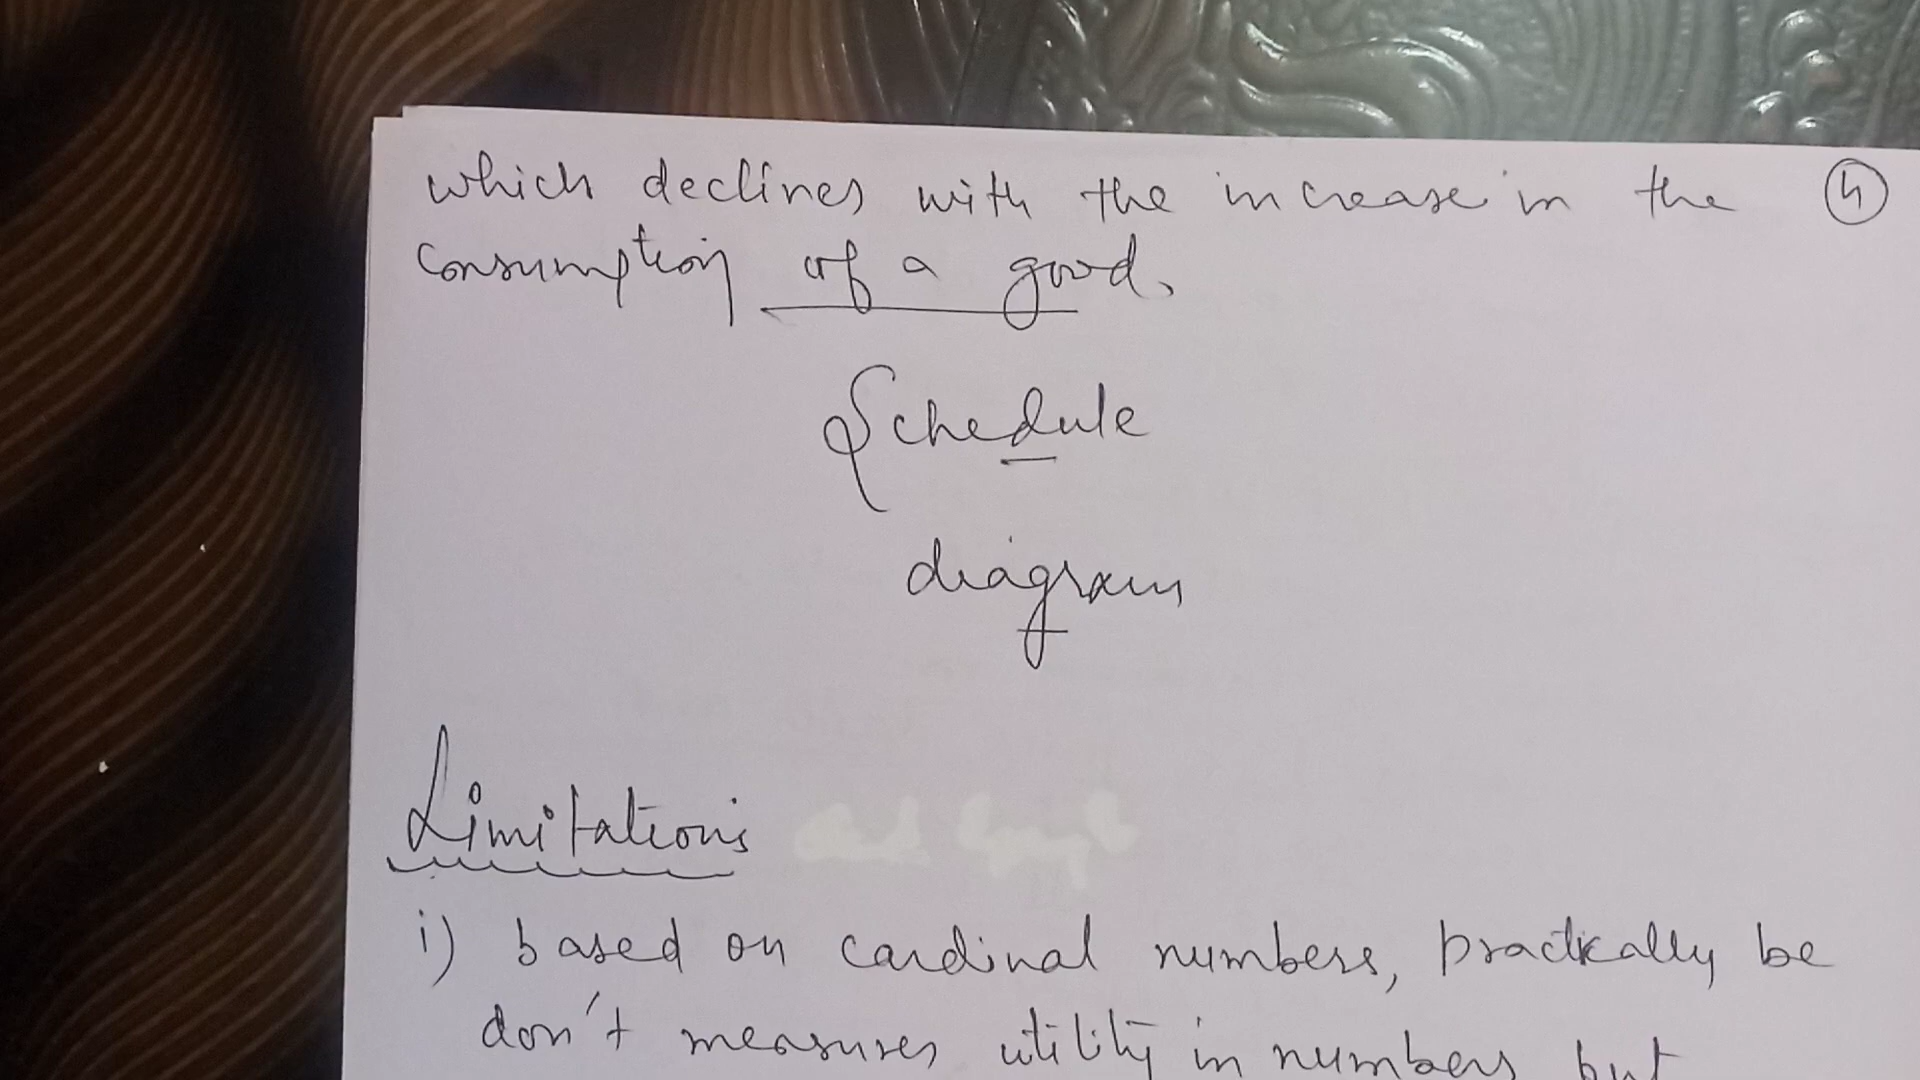 which declines with the increase in the 4
consumption of a good.
Schedule
diagram
Limitations
i) based on cardinal numbers, practically be
don't measures utility in numbers but